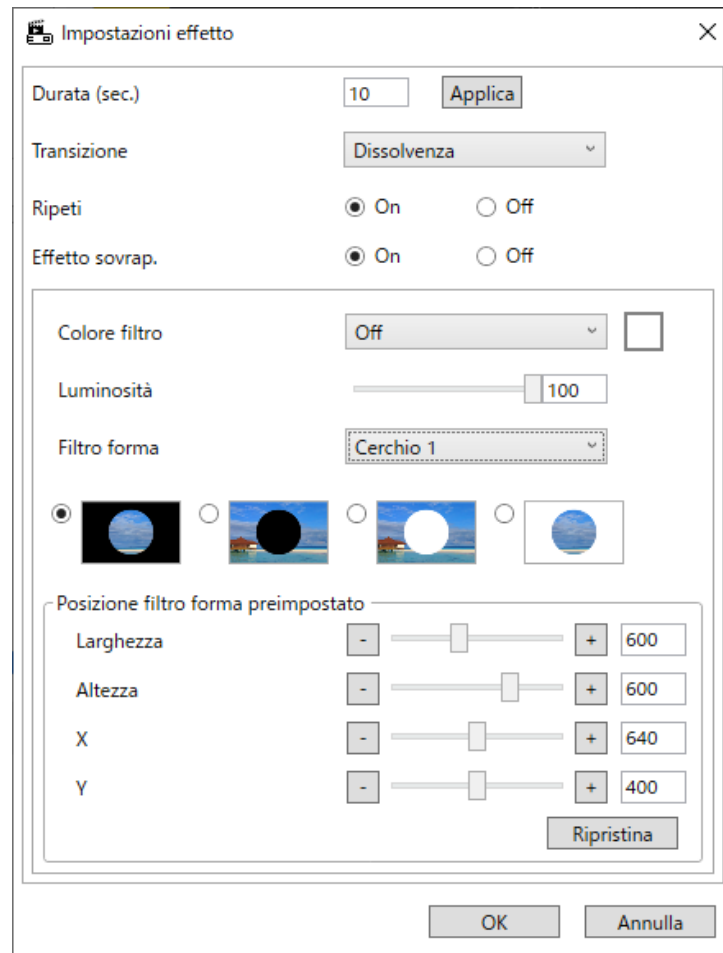 Impostazioni effetto
Durata (sec.) 10 Applica
Transizione Dissolvenza
Ripeti On Off
Effetto sovrap. On Off
Colore filtro Off
Luminosità 100
Filtro forma Cerchio 1
Posizione filtro forma preimpostato
Larghezza - + 600
Altezza - + 600
X - + 640
Y - + 400
Ripristina
OK Annulla